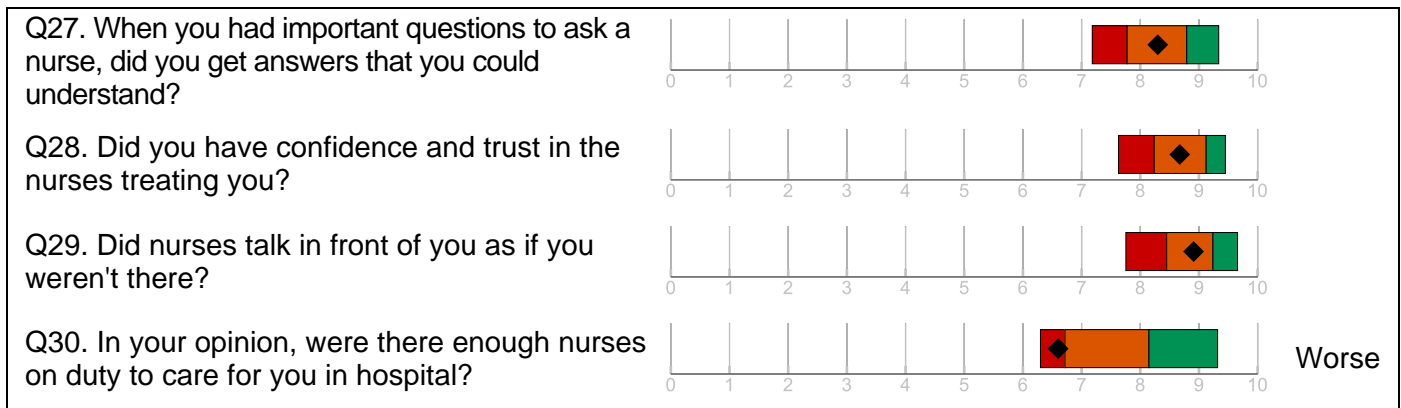 Q27. When you had important questions to ask a
nurse, did you get answers that you could
understand?
0 1 2 3 4 5 6 7 8 9 10
Q28. Did you have confidence and trust in the
nurses treating you?
0 1 2 3 4 5 6 7 8 9 10
Q29. Did nurses talk in front of you as if you
weren't there?
0 1 2 3 4 5 6 7 8 9 10
Q30. In your opinion, were there enough nurses
on duty to care for you in hospital?
Worse
0 1 2 3 4 5 6 7 8 9 10